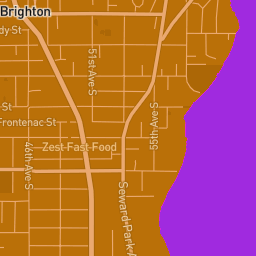 Brighton
dy St
51st Ave S
St
Frontenac St
55th Ave S
46th Ave S
Zest Fast Food
Seward Park A